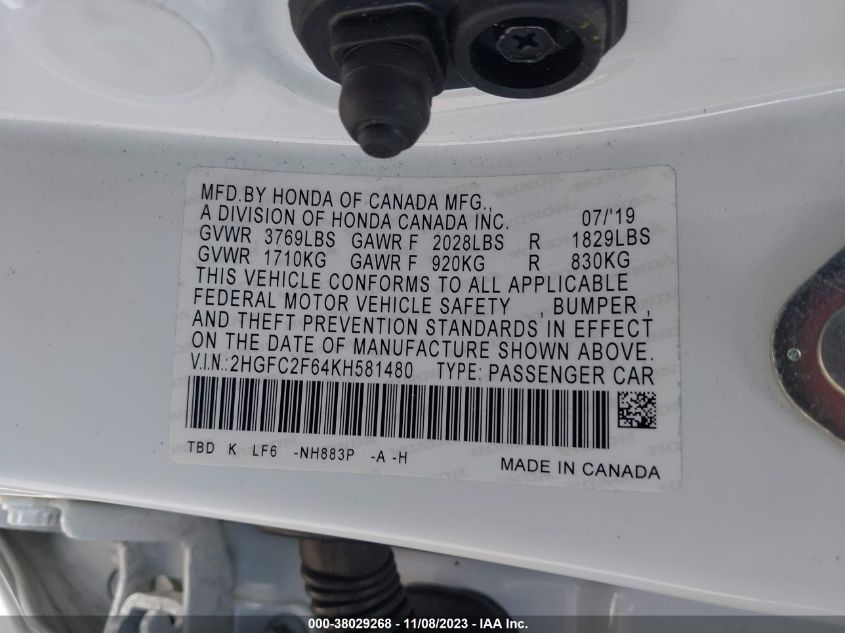 MFD.BY HONDA OF CANADA MFG.,
A DIVISION OF HONDA CANADA INC. 07/'19
GVWR 3769LBS GAWR F 2028LBS R 1829LBS
GVWR 1710KG GAWR F 920KG R 830KG
THIS VEHICLE CONFORMS TO ALL APPLICABLE
FEDERAL MOTOR VEHICLE SAFETY , BUMPER ,
AND THEFT PREVENTION STANDARDS IN EFFECT
ON THE DATE OF MANUFACTURE SHOWN ABOVE.
V.I.N.:2HGFC2F64KH581480 TYPE: PASSENGER CAR
TBD K LF6 -NH883P -A -H
MADE IN CANADA
000-38029268 - 11/08/2023 - IAA Inc.